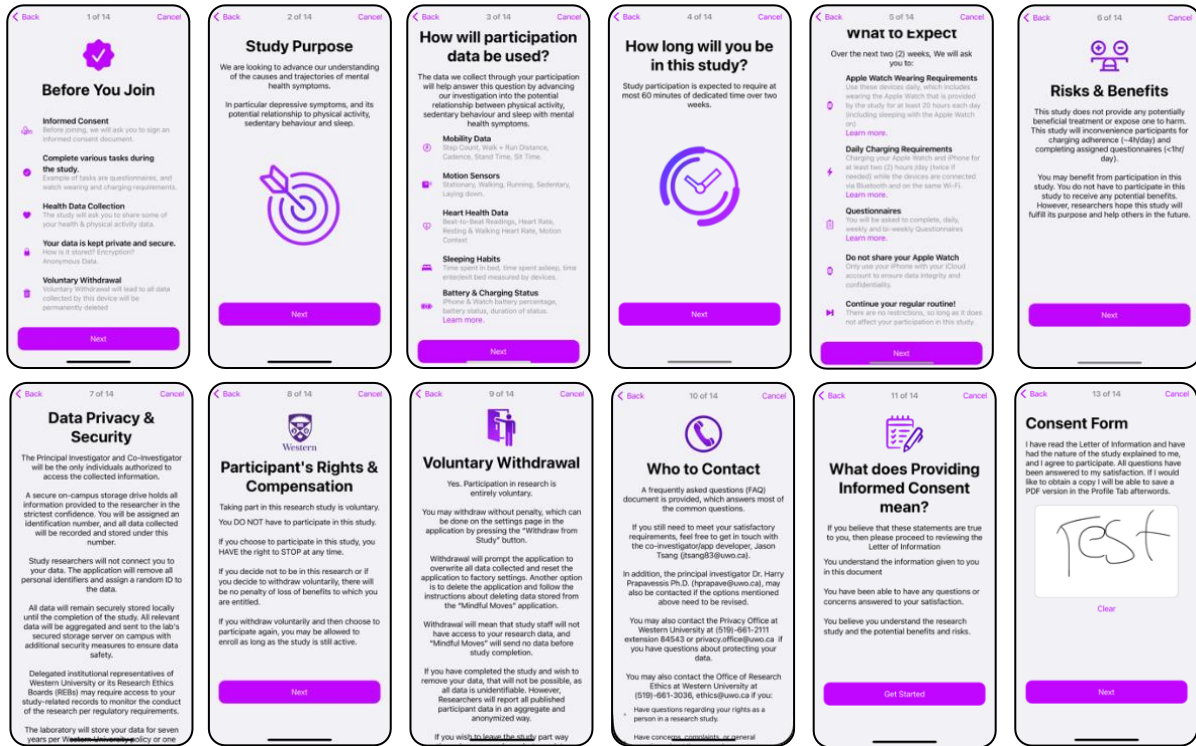 Back 1 of 14 Cancel
Before You Join
Informed Consent
Before joining, we will ask you to sign an
informed consent document.
Complete various tasks during
the study.
Example of tasks are questionnaires, and
watch wearing and charging requirements.
Health Data Collection
The study will ask you to share some of
your health & physical activity data.
Your data is kept private and secure.
How is it stored? Encryption?
Anonymous Data.
Voluntary Withdrawal
Voluntary Withdrawal will lead to all data
collected by this device will be
permanently deleted
Next
Back 2 of 14 Cancel
Study Purpose
We are looking to advance our understanding
of the causes and trajectories of mental
health symptoms.
In particular depressive symptoms, and its
potential relationship to physical activity,
sedentary behaviour and sleep.
Next
Back 3 of 14 Cancel
How will participation
data be used?
The data we collect through your participation
will help answer this question by advancing
our investigation into the potential
relationship between physical activity,
sedentary behaviour and sleep with mental
health symptoms.
Mobility Data
Step Count, Walk + Run Distance,
Cadence, Stand Time, Sit Time.
Motion Sensors
Stationary, Walking, Running, Sedentary,
Laying down.
Heart Health Data
Beat-to-Beat Readings, Heart Rate,
Resting & Walking Heart Rate, Motion
Context
Sleeping Habits
Time spent in bed, time spent asleep, time
enter/exit bed measured by devices.
Battery & Charging Status
iPhone & Watch battery percentage,
battery status, duration of status.
Learn more.
Next
Back 4 of 14 Cancel
How long will you be
in this study?
Study participation is expected to require at
most 60 minutes of dedicated time over two
weeks.
Next
Back 5 of 14 Cancel
What to Expect
Over the next two (2) weeks, We will ask
you to:
Apple Watch Wearing Requirements
Use these devices daily, which includes
wearing the Apple Watch that is provided
by the study for at least 20 hours each day
(including sleeping with the Apple Watch
on)
Learn more.
Daily Charging Requirements
Charging your Apple Watch and iPhone for
at least two (2) hours /day (twice if
needed) while the devices are connected
via Bluetooth and on the same Wi-Fi.
Learn more.
Questionnaires
You will be asked to complete, daily,
weekly and bi-weekly Questionnaires
Learn more.
Do not share your Apple Watch
Only use your iPhone with your iCloud
account to ensure data integrity and
confidentiality.
Continue your regular routine!
There are no restrictions, so long as it does
not affect your participation in this study.
Next
Back 6 of 14 Cancel
Risks & Benefits
This study does not provide any potentially
beneficial treatment or expose one to harm.
This study will inconvenience participants for
charging adherence (~4h/day) and
completing assigned questionnaires (<1hr/
day).
You may benefit from participation in this
study. You do not have to participate in this
study to receive any potential benefits.
However, researchers hope this study will
fulfill its purpose and help others in the future.
Next
Back 7 of 14 Cancel
Data Privacy &
Security
The Principal Investigator and Co-Investigator
will be the only individuals authorized to
access the collected information.
A secure on-campus storage drive holds all
information provided to the researcher in the
strictest confidence. You will be assigned an
identification number, and all data collected
will be recorded and stored under this
number.
Study researchers will not connect you to
your data. The application will remove all
personal identifiers and assign a random ID to
the data.
All data will remain securely stored locally
until the completion of the study. All relevant
data will be aggregated and sent to the lab's
secured storage server on campus with
additional security measures to ensure data
safety.
Delegated institutional representatives of
Western University or its Research Ethics
Boards (REBs) may require access to your
study-related records to monitor the conduct
of the research per regulatory requirements.
The laboratory will store your data for seven
years per Western University policy or one
Back 8 of 14 Cancel
Western
Participant's Rights &
Compensation
Taking part in this research study is voluntary.
You DO NOT have to participate in this study.
If you choose to participate in this study, you
HAVE the right to STOP at any time.
If you decide not to be in this research or if
you decide to withdraw voluntarily, there will
be no penalty of loss of benefits to which you
are entitled.
If you withdraw voluntarily and then choose to
participate again, you may be allowed to
enroll as long as the study is still active.
Next
Back 9 of 14 Cancel
Voluntary Withdrawal
Yes. Participation in research is
entirely voluntary.
You may withdraw without penalty, which can
be done on the settings page in the
application by pressing the "Withdraw from
Study" button.
Withdrawal will prompt the application to
overwrite all data collected and reset the
application to factory settings. Another option
is to delete the application and follow the
instructions about deleting data stored from
the "Mindful Moves" application.
Withdrawal will mean that study staff will not
have access to your research data, and
"Mindful Moves" will send no data before
study completion.
If you have completed the study and wish to
remove your data, that will not be possible, as
all data is unidentifiable. However,
Researchers will report all published
participant data in an aggregate and
anonymized way.
If you wish to leave the study part way
Back 10 of 14 Cancel
Who to Contact
A frequently asked questions (FAQ)
document is provided, which answers most of
the common questions.
If you still need to meet your satisfactory
requirements, feel free to get in touch with
the co-investigator/app developer, Jason
Tsang (jtsang83@uwo.ca).
In addition, the principal investigator Dr. Harry
Prapavessis Ph.D. (hprapave@uwo.ca), may
also be contacted if the options mentioned
above need to be revised.
You may also contact the Privacy Office at
Western University at (519)-661-2111
extension 84543 or privacy.office@uwo.ca if
you have questions about protecting your
data.
You may also contact the Office of Research
Ethics at Western University at
(519)-661-3036, ethics@uwo.ca if you:
Have questions regarding your rights as a
person in a research study.
Have concerns, complaints, or general
Back 11 of 14 Cancel
What does Providing
Informed Consent
mean?
If you believe that these statements are true
to you, then please proceed to reviewing the
Letter of Information
You understand the information given to you
in this document
You have been able to have any questions or
concerns answered to your satisfaction.
You believe you understand the research
study and the potential benefits and risks.
Get Started
Back 13 of 14 Cancel
Consent Form
I have read the Letter of Information and have
had the nature of the study explained to me,
and I agree to participate. All questions have
been answered to my satisfaction. If I would
like to obtain a copy I will be able to save a
PDF version in the Profile Tab afterwords.
TEST
Clear
Next